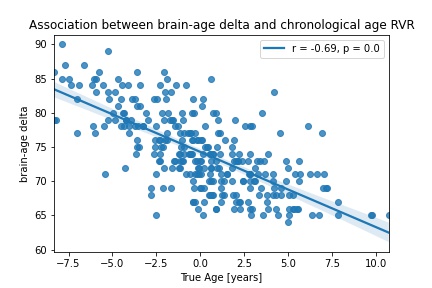 Association between brain-age delta and chronological age RVR
r = -0.69, p = 0.0
90
85
80
75
70
65
60
brain-age delta
−7.5 −5.0 −2.5 0.0 2.5 5.0 7.5 10.0
True Age [years]